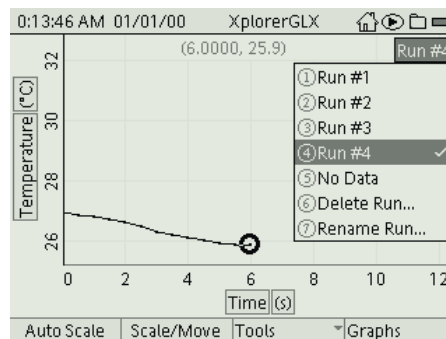 0:13:46 AM 01/01/00 XplorerGLX
(6.0000, 25.9) Run #4
Temperature (°C)
32
30
28
26
①Run #1
②Run #2
③Run #3
④Run #4 ✓
⑤No Data
⑥Delete Run...
⑦Rename Run...
0 2 4 6 8 10 12
Time (s)
Auto Scale Scale/Move Tools Graphs